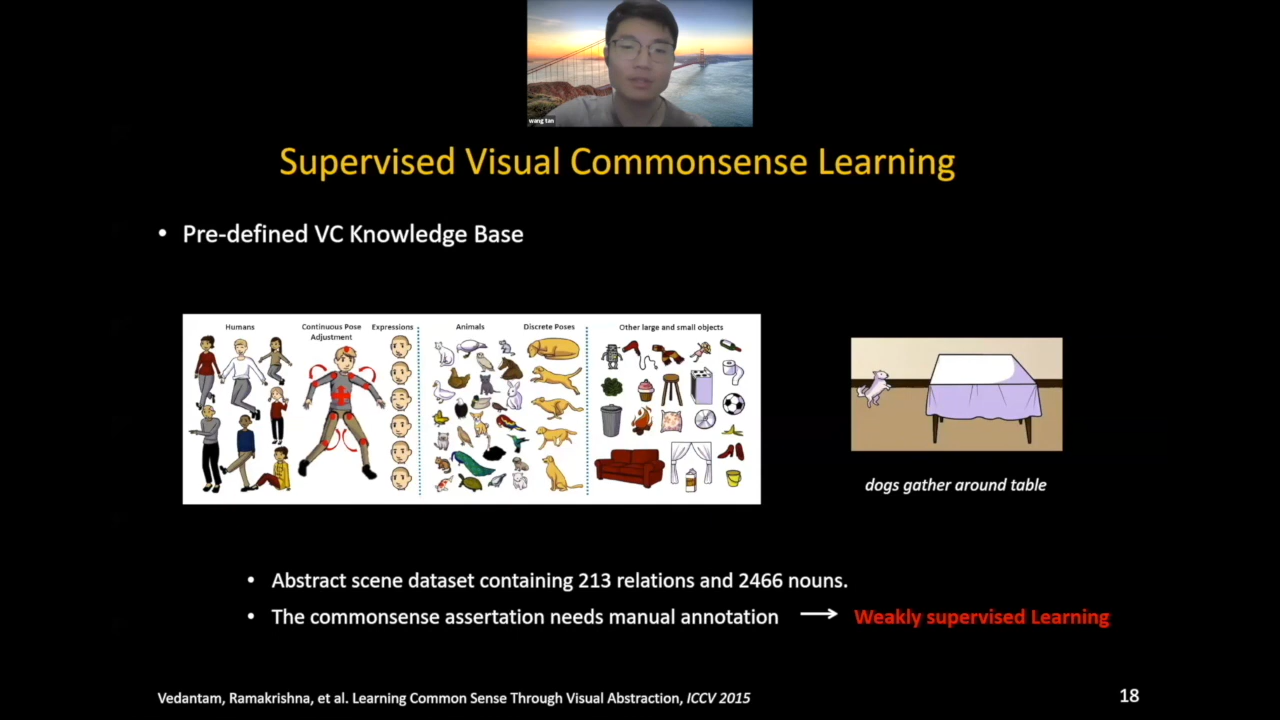 wang tan
Supervised Visual Commonsense Learning
• Pre-defined VC Knowledge Base
Humans
Continuous Pose
Adjustment
Expressions
Animals
Discrete Poses
Other large and small objects
dogs gather around table
• Abstract scene dataset containing 213 relations and 2466 nouns.
• The commonsense assertation needs manual annotation → Weakly supervised Learning
Vedantam, Ramakrishna, et al. Learning Common Sense Through Visual Abstraction, ICCV 2015
18